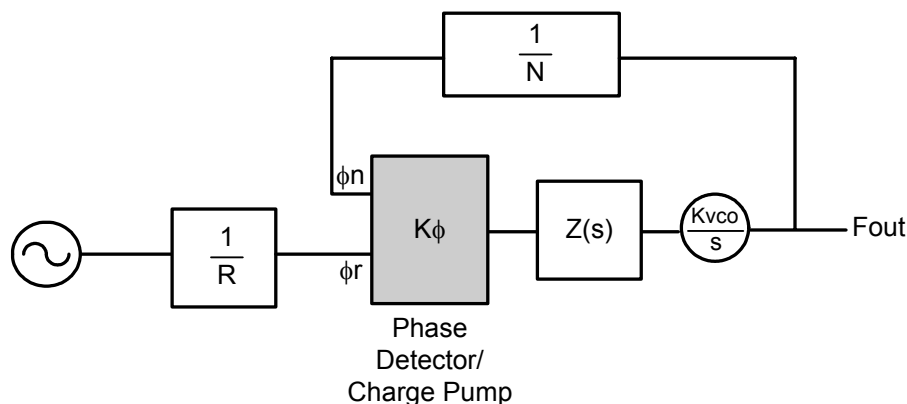 1
N
ϕn
Kϕ
Z(s)
Kvco
s
Fout
1
R
ϕr
Phase
Detector/
Charge Pump